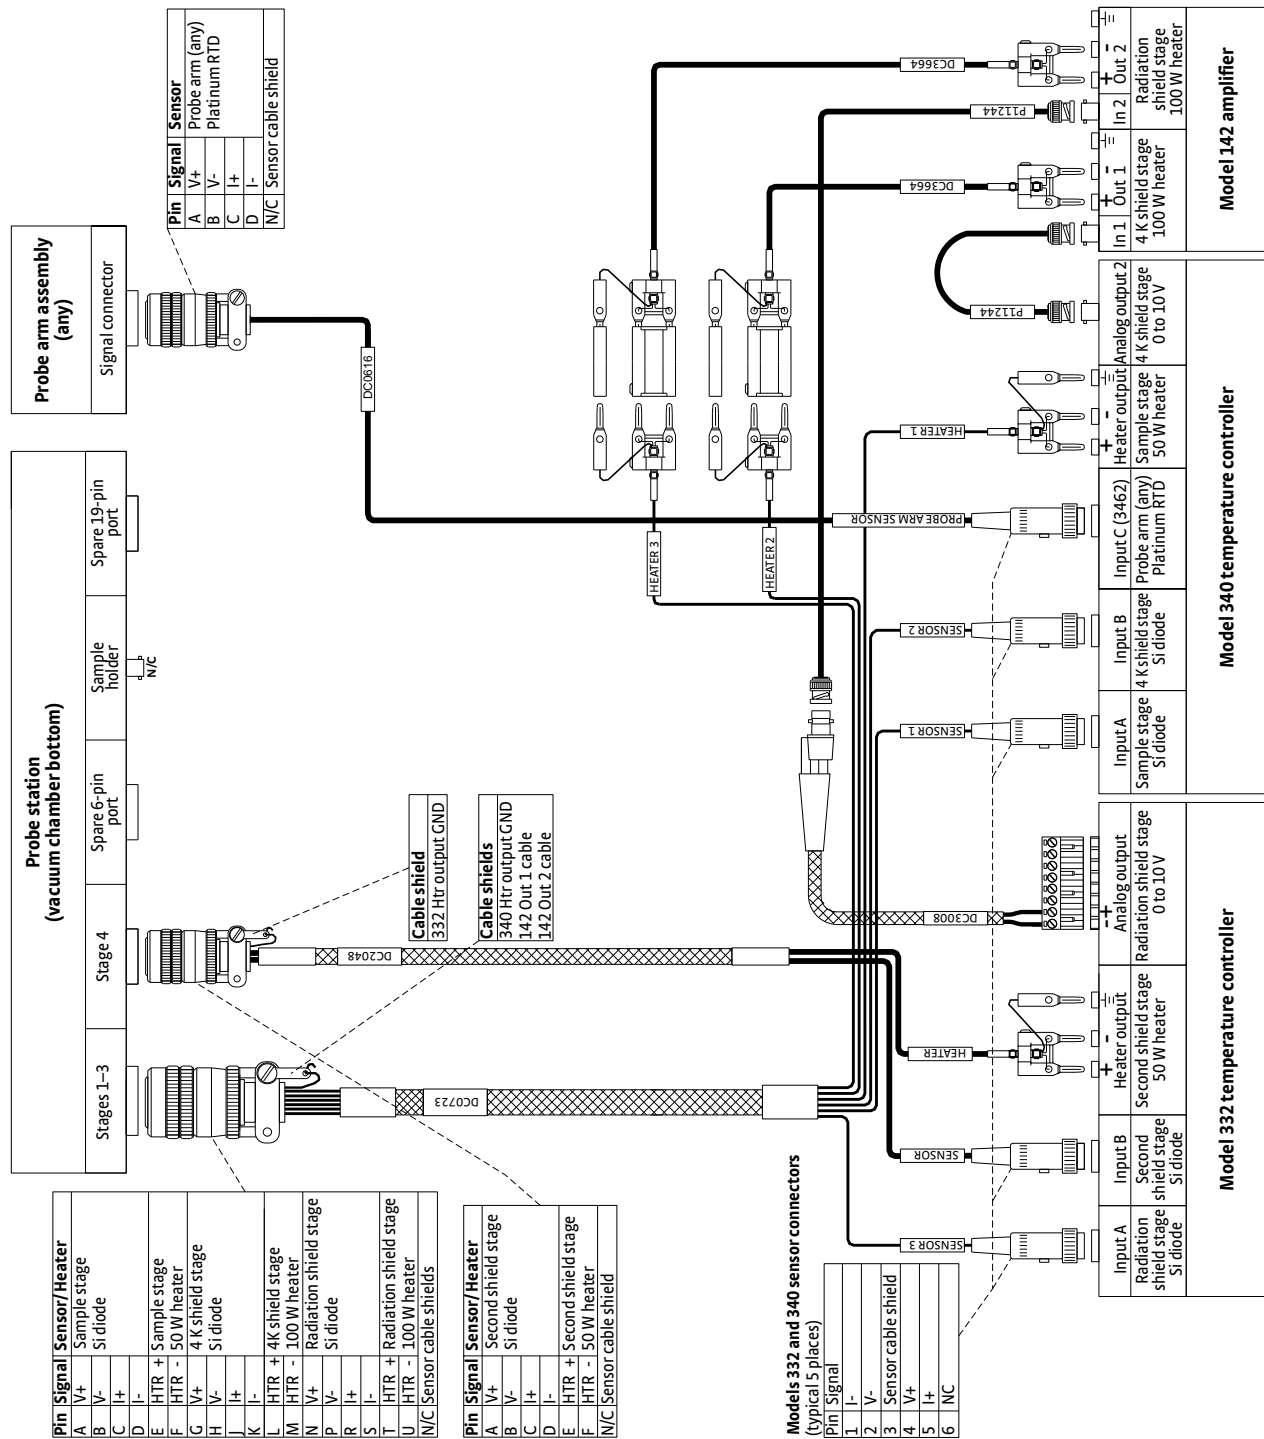 Probe station
(vacuum chamber bottom)
Stages 1–3
Stage 4
Spare 6-pin
port
Sample
holder
Spare 19-pin
port
N/C
Probe arm assembly
(any)
Signal connector
Pin Signal Sensor
A V+ Probe arm (any)
B V- Platinum RTD
C I+
D I-
N/C Sensor cable shield
Pin Signal Sensor/Heater
A V+ Sample stage
B V- Si diode
C I+
D I-
E HTR + Sample stage
F HTR - 50 W heater
G V+ 4 K shield stage
H V- Si diode
J I+
K I-
L HTR + 4K shield stage
M HTR - 100 W heater
N V+ Radiation shield stage
P V- Si diode
R I+
S I-
T HTR + Radiation shield stage
U HTR - 100 W heater
N/C Sensor cable shields
Pin Signal Sensor/Heater
A V+ Second shield stage
B V- Si diode
C I+
D I-
E HTR + Second shield stage
F HTR - 50 W heater
N/C Sensor cable shield
Cable shield
332 Htr output GND
Cable shields
340 Htr output GND
142 Out 1 cable
142 Out 2 cable
DC0723
DC2048
DC0616
DC3008
HEATER 3
HEATER 2
HEATER 1
PROBE ARM SENSOR
SENSOR 2
SENSOR 1
HEATER
SENSOR
SENSOR 3
DC3664
P11244
DC3664
P11244
Models 332 and 340 sensor connectors
(typical 5 places)
Pin Signal
1 I-
2 V-
3 Sensor cable shield
4 V+
5 I+
6 NC
Input A
Radiation
shield stage
Si diode
Input B
Second
shield stage
Si diode
+ -
Heater output
Second shield stage
50 W heater
- +
Analog output
Radiation shield stage
0 to 10 V
Model 332 temperature controller
Input A
Sample stage
Si diode
Input B
4 K shield stage
Si diode
Input C (3462)
Probe arm (any)
Platinum RTD
+ -
Heater output
Sample stage
50 W heater
Analog output 2
4 K shield stage
0 to 10 V
Model 340 temperature controller
In 1
+ -
Out 1
4 K shield stage
100 W heater
In 2
+ -
Out 2
Radiation
shield stage
100 W heater
Model 142 amplifier